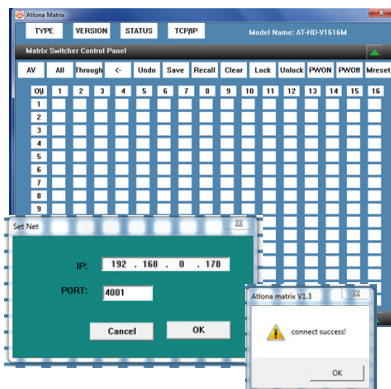 Atlona Matrix
TYPE VERSION STATUS TCP/IP Model Name: AT-HD-V1616M
Matrix Switcher Control Panel
AV All Through <- Undo Save Recall Clear Lock Unlock PWON PWOff Mreset
O\I 1 2 3 4 5 6 7 8 9 10 11 12 13 14 15 16
1
2
3
4
5
6
7
8
9
Set Net
IP: 192 . 168 . 0 . 178
PORT: 4001
Cancel OK
Atlona matrix V1.3
connect success!
OK